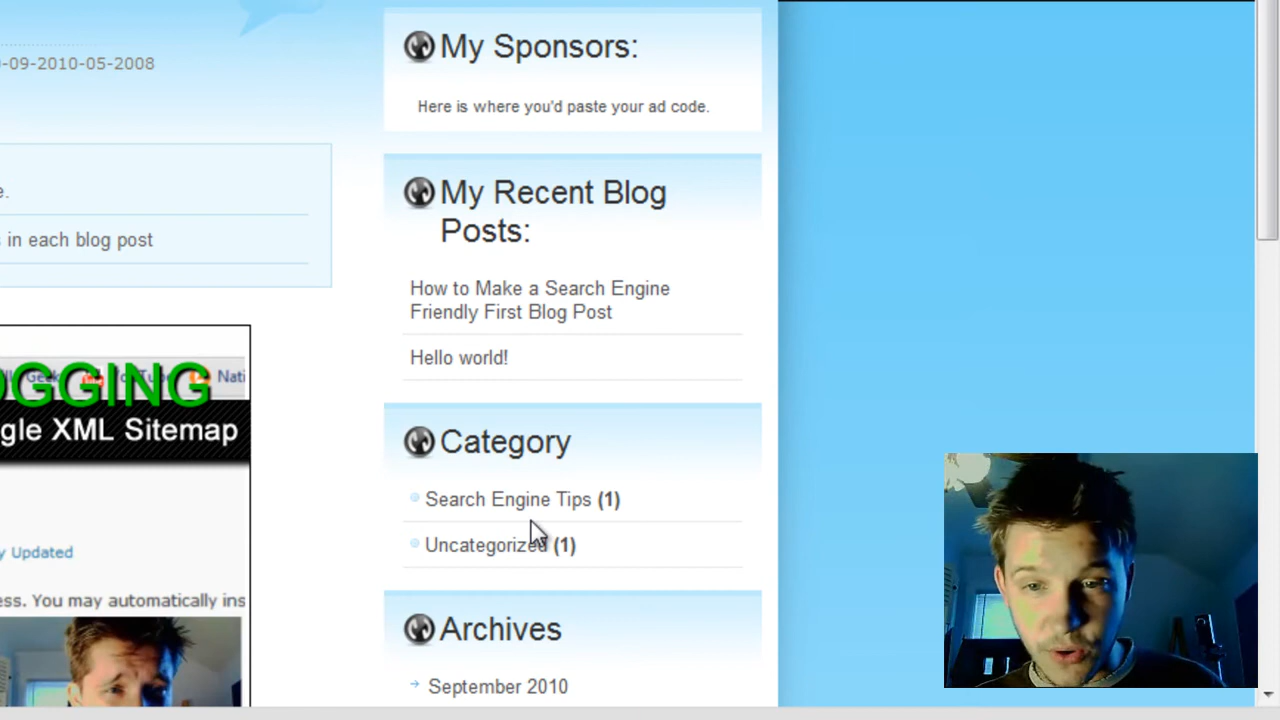 -09-2010-05-2008
e.
s in each blog post
OGGING
gle XML Sitemap
y Updated
ess. You may automatically ins
My Sponsors:
Here is where you'd paste your ad code.
My Recent Blog
Posts:
How to Make a Search Engine
Friendly First Blog Post
Hello world!
Category
Search Engine Tips (1)
Uncategorized (1)
Archives
September 2010